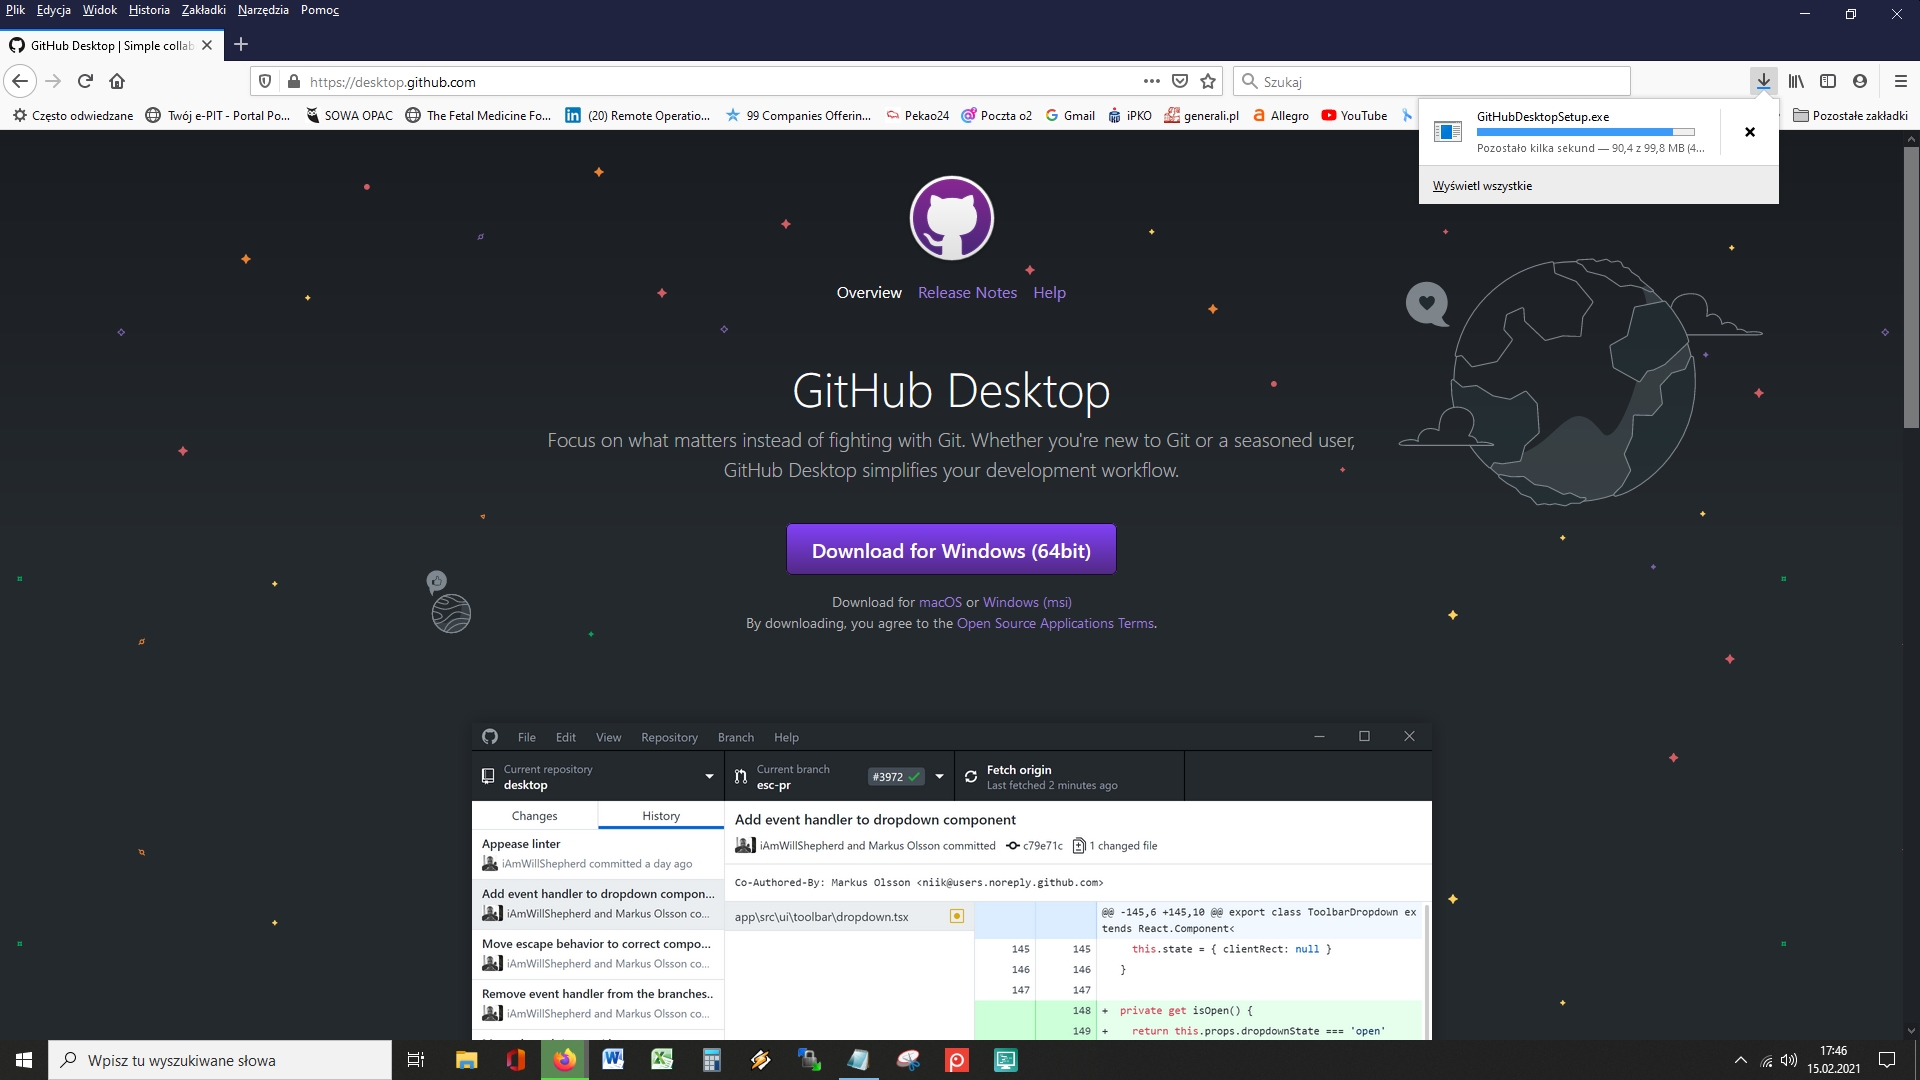 Plik Edycja Widok Historia Zakładki Narzędzia Pomoc
GitHub Desktop | Simple collab
https://desktop.github.com
Szukaj
Często odwiedzane Twój e-PIT - Portal Po... SOWA OPAC The Fetal Medicine Fo... (20) Remote Operatio... 99 Companies Offerin... Pekao24 Poczta o2 Gmail iPKO generali.pl Allegro YouTube Pozostałe zakładki
GitHubDesktopSetup.exe
Pozostało kilka sekund — 90,4 z 99,8 MB (4...
Wyświetl wszystkie
Overview Release Notes Help
GitHub Desktop
Focus on what matters instead of fighting with Git. Whether you're new to Git or a seasoned user,
GitHub Desktop simplifies your development workflow.
Download for Windows (64bit)
Download for macOS or Windows (msi)
By downloading, you agree to the Open Source Applications Terms.
File Edit View Repository Branch Help
Current repository
desktop
Current branch
esc-pr
#3972
Fetch origin
Last fetched 2 minutes ago
Changes History
Appease linter
iAmWillShepherd committed a day ago
Add event handler to dropdown compon...
iAmWillShepherd and Markus Olsson co...
Move escape behavior to correct compo...
iAmWillShepherd and Markus Olsson co...
Remove event handler from the branches..
iAmWillShepherd and Markus Olsson co...
Add event handler to dropdown component
iAmWillShepherd and Markus Olsson committed c79e71c 1 changed file
Co-Authored-By: Markus Olsson <niik@users.noreply.github.com>
app\src\ui\toolbar\dropdown.tsx
@@ -145,6 +145,10 @@ export class ToolbarDropdown ex
tends React.Component<
145 145 this.state = { clientRect: null }
146 146 }
147 147
148 + private get isOpen() {
149 + return this.props.dropdownState === 'open'
Wpisz tu wyszukiwane słowa
17:46
15.02.2021